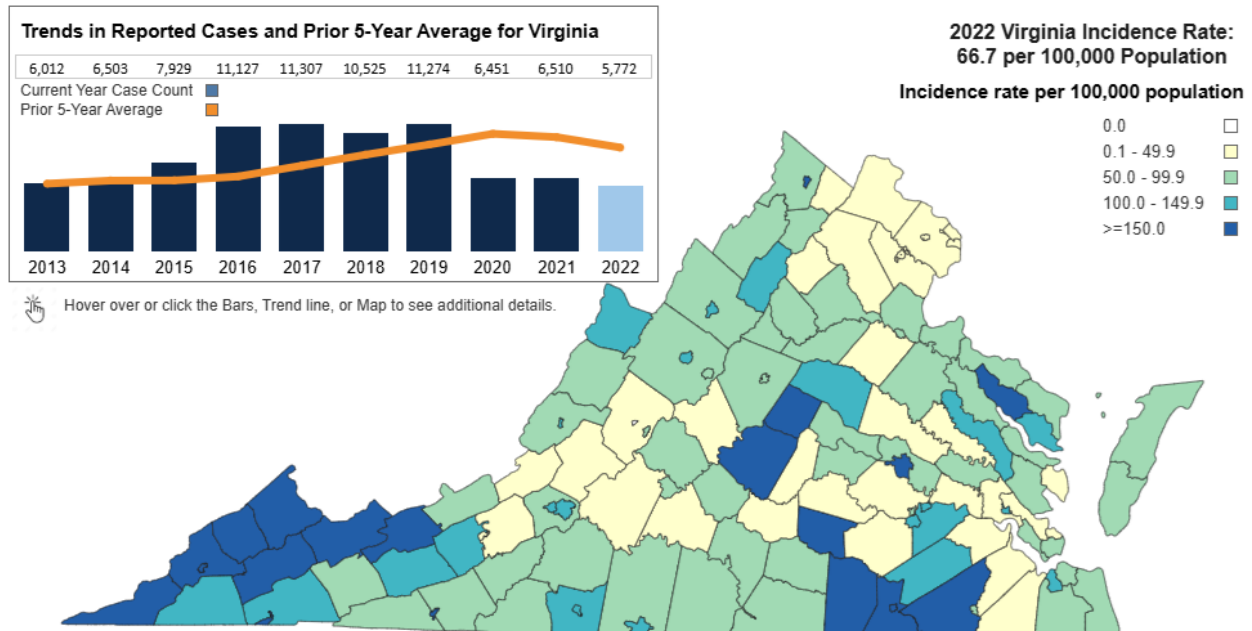 Trends in Reported Cases and Prior 5-Year Average for Virginia
6,012 6,503 7,929 11,127 11,307 10,525 11,274 6,451 6,510 5,772
Current Year Case Count
Prior 5-Year Average
2013 2014 2015 2016 2017 2018 2019 2020 2021 2022
Hover over or click the Bars, Trend line, or Map to see additional details.
2022 Virginia Incidence Rate:
66.7 per 100,000 Population
Incidence rate per 100,000 population
0.0
0.1 - 49.9
50.0 - 99.9
100.0 - 149.9
>=150.0